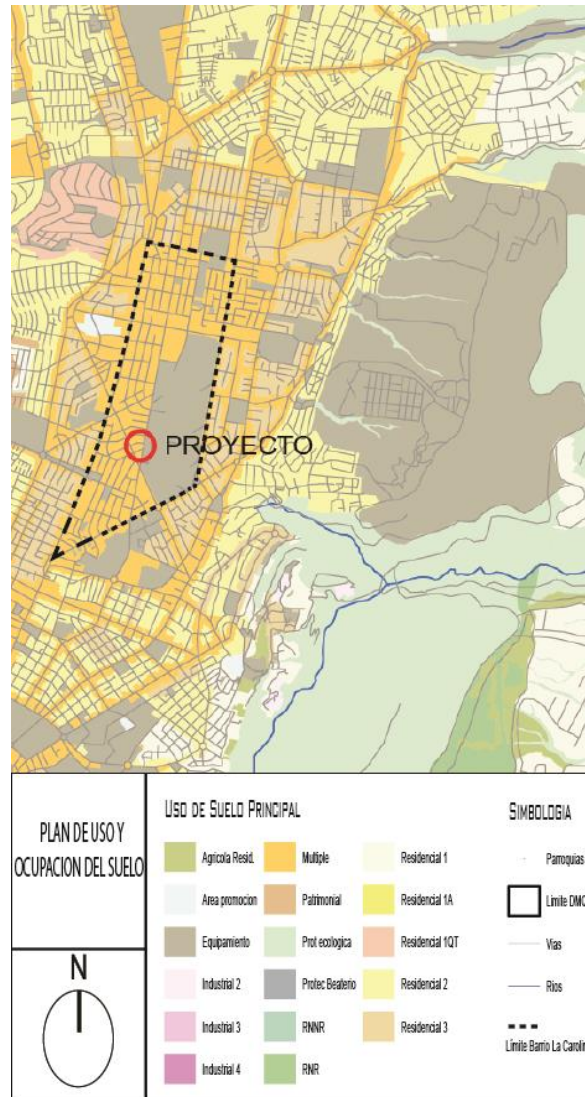 PROYECTO
PLAN DE USO Y
OCUPACION DEL SUELO
N
USO DE SUELO PRINCIPAL
Agricola Resid.
Area promocion
Equipamiento
Industrial 2
Industrial 3
Industrial 4
Multiple
Patrimonial
Prot ecologica
Protec Beaterio
RNNR
RNR
Residencial 1
Residencial 1A
Residencial 1QT
Residencial 2
Residencial 3
SIMBOLOGIA
Parroquias
Limite DMQ
Vias
Rios
Límite Barrio La Carolin